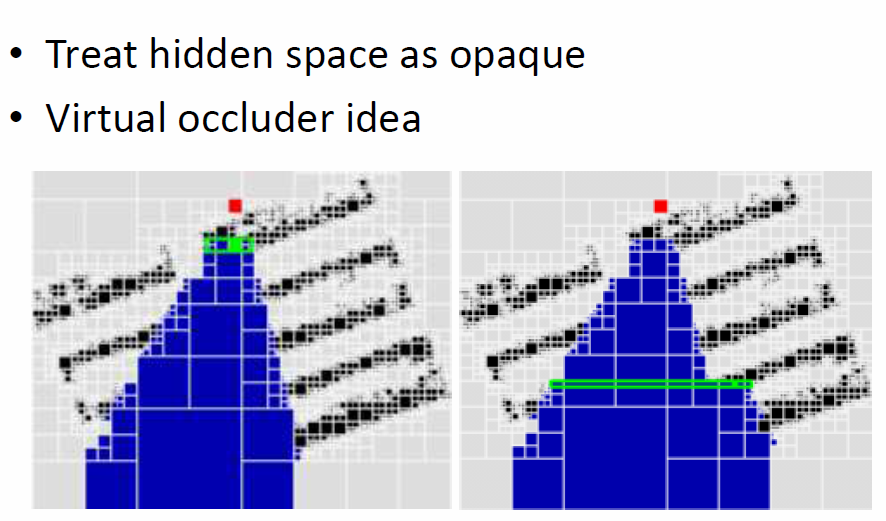 • Treat hidden space as opaque
• Virtual occluder idea